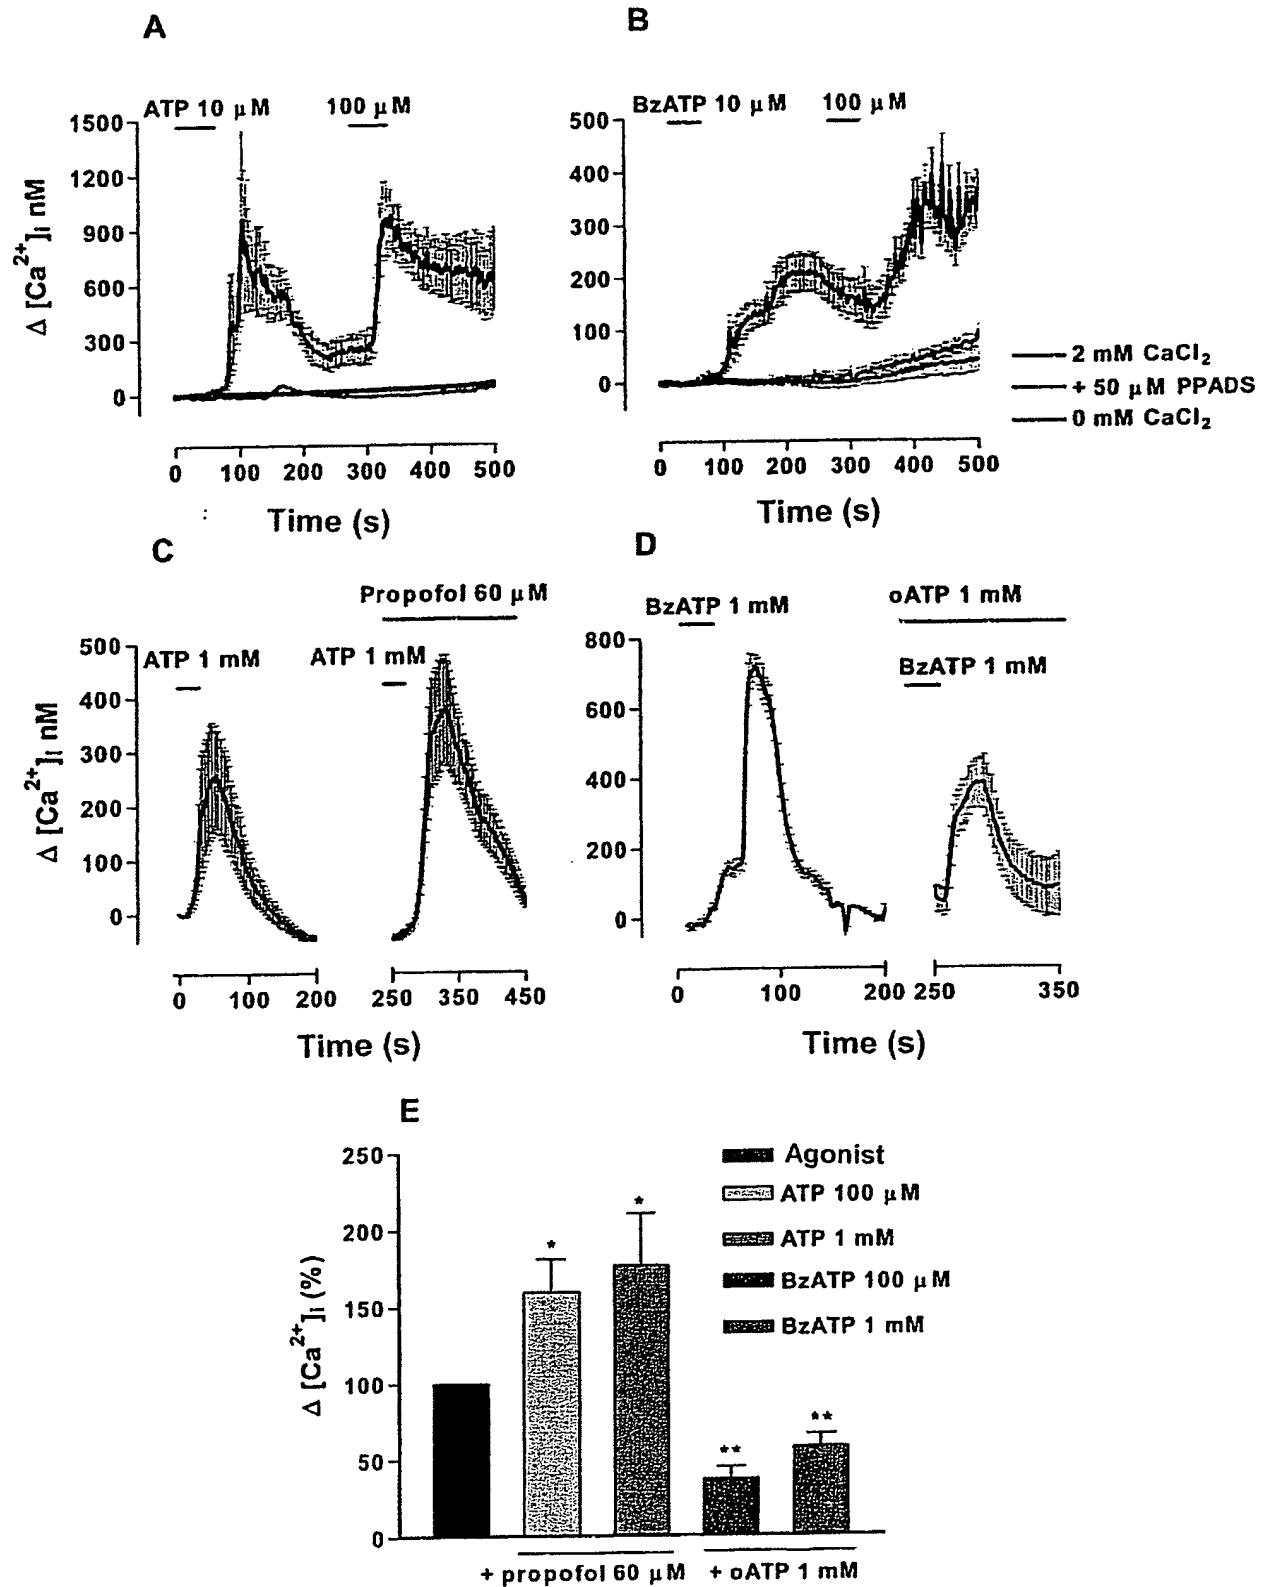 A
B
ATP 10 μM
100 μM
BzATP 10 μM
100 μM
1500
1200
900
600
300
0
Δ [Ca2+]i nM
500
400
300
200
100
0
2 mM CaCl2
+ 50 μM PPADS
0 mM CaCl2
0 100 200 300 400 500
Time (s)
0 100 200 300 400 500
Time (s)
C
D
Propofol 60 μM
ATP 1 mM
ATP 1 mM
BzATP 1 mM
oATP 1 mM
BzATP 1 mM
500
400
300
200
100
0
Δ [Ca2+]i nM
800
600
400
200
0
0 100 200 250 350 450
Time (s)
0 100 200 250 350
Time (s)
E
250
200
150
100
50
0
Δ [Ca2+]i (%)
*
*
**
**
Agonist
ATP 100 μM
ATP 1 mM
BzATP 100 μM
BzATP 1 mM
+ propofol 60 μM
+ oATP 1 mM